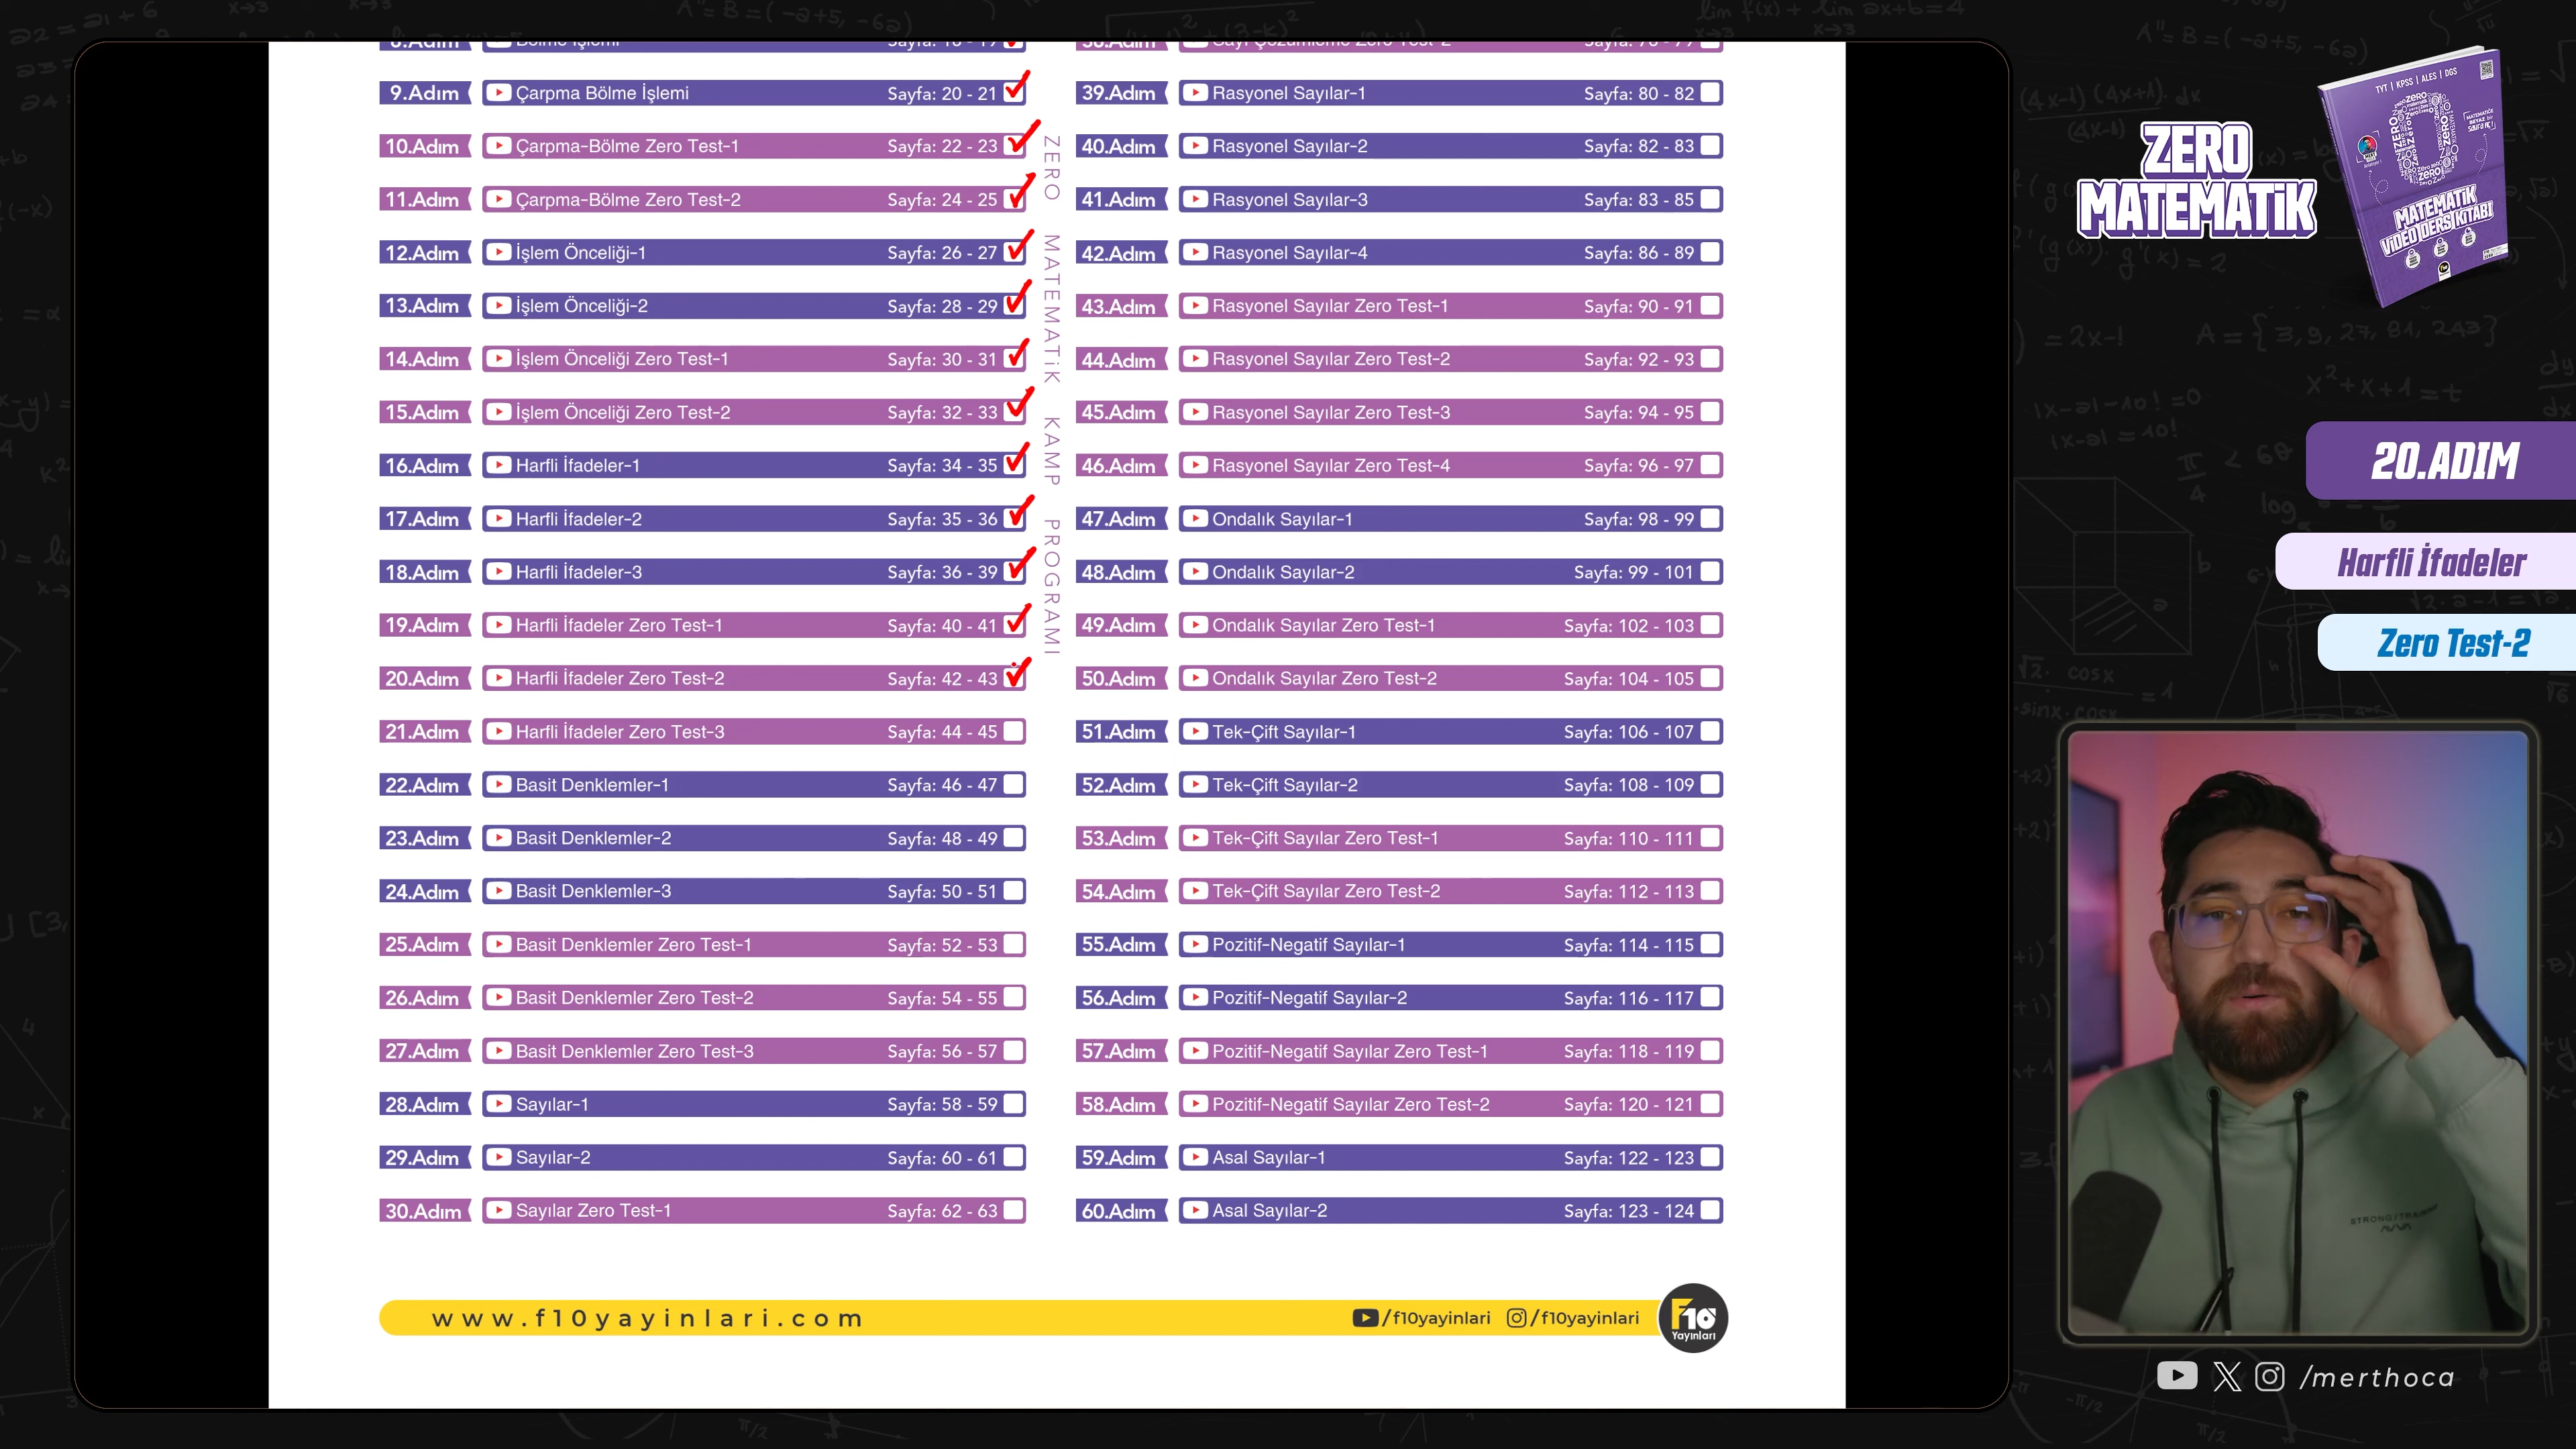 8.Adım Bölme İşlemi Sayfa: 18 - 19
9.Adım Çarpma Bölme İşlemi Sayfa: 20 - 21
10.Adım Çarpma-Bölme Zero Test-1 Sayfa: 22 - 23
11.Adım Çarpma-Bölme Zero Test-2 Sayfa: 24 - 25
12.Adım İşlem Önceliği-1 Sayfa: 26 - 27
13.Adım İşlem Önceliği-2 Sayfa: 28 - 29
14.Adım İşlem Önceliği Zero Test-1 Sayfa: 30 - 31
15.Adım İşlem Önceliği Zero Test-2 Sayfa: 32 - 33
16.Adım Harfli İfadeler-1 Sayfa: 34 - 35
17.Adım Harfli İfadeler-2 Sayfa: 35 - 36
18.Adım Harfli İfadeler-3 Sayfa: 36 - 39
19.Adım Harfli İfadeler Zero Test-1 Sayfa: 40 - 41
20.Adım Harfli İfadeler Zero Test-2 Sayfa: 42 - 43
21.Adım Harfli İfadeler Zero Test-3 Sayfa: 44 - 45
22.Adım Basit Denklemler-1 Sayfa: 46 - 47
23.Adım Basit Denklemler-2 Sayfa: 48 - 49
24.Adım Basit Denklemler-3 Sayfa: 50 - 51
25.Adım Basit Denklemler Zero Test-1 Sayfa: 52 - 53
26.Adım Basit Denklemler Zero Test-2 Sayfa: 54 - 55
27.Adım Basit Denklemler Zero Test-3 Sayfa: 56 - 57
28.Adım Sayılar-1 Sayfa: 58 - 59
29.Adım Sayılar-2 Sayfa: 60 - 61
30.Adım Sayılar Zero Test-1 Sayfa: 62 - 63
ZERO MATEMATİK KAMP PROGRAMI
38.Adım Sayı Çözümleme Zero Test-2 Sayfa: 78 - 79
39.Adım Rasyonel Sayılar-1 Sayfa: 80 - 82
40.Adım Rasyonel Sayılar-2 Sayfa: 82 - 83
41.Adım Rasyonel Sayılar-3 Sayfa: 83 - 85
42.Adım Rasyonel Sayılar-4 Sayfa: 86 - 89
43.Adım Rasyonel Sayılar Zero Test-1 Sayfa: 90 - 91
44.Adım Rasyonel Sayılar Zero Test-2 Sayfa: 92 - 93
45.Adım Rasyonel Sayılar Zero Test-3 Sayfa: 94 - 95
46.Adım Rasyonel Sayılar Zero Test-4 Sayfa: 96 - 97
47.Adım Ondalık Sayılar-1 Sayfa: 98 - 99
48.Adım Ondalık Sayılar-2 Sayfa: 99 - 101
49.Adım Ondalık Sayılar Zero Test-1 Sayfa: 102 - 103
50.Adım Ondalık Sayılar Zero Test-2 Sayfa: 104 - 105
51.Adım Tek-Çift Sayılar-1 Sayfa: 106 - 107
52.Adım Tek-Çift Sayılar-2 Sayfa: 108 - 109
53.Adım Tek-Çift Sayılar Zero Test-1 Sayfa: 110 - 111
54.Adım Tek-Çift Sayılar Zero Test-2 Sayfa: 112 - 113
55.Adım Pozitif-Negatif Sayılar-1 Sayfa: 114 - 115
56.Adım Pozitif-Negatif Sayılar-2 Sayfa: 116 - 117
57.Adım Pozitif-Negatif Sayılar Zero Test-1 Sayfa: 118 - 119
58.Adım Pozitif-Negatif Sayılar Zero Test-2 Sayfa: 120 - 121
59.Adım Asal Sayılar-1 Sayfa: 122 - 123
60.Adım Asal Sayılar-2 Sayfa: 123 - 124
www.f10yayinlari.com
/f10yayinlari /f10yayinlari
F10
Yayınları
ZERO
MATEMATİK
TYT | KPSS | ALES | DGS
MATEMATİK
VİDEO DERS KİTABI
20.ADIM
Harfli İfadeler
Zero Test-2
/merthoca